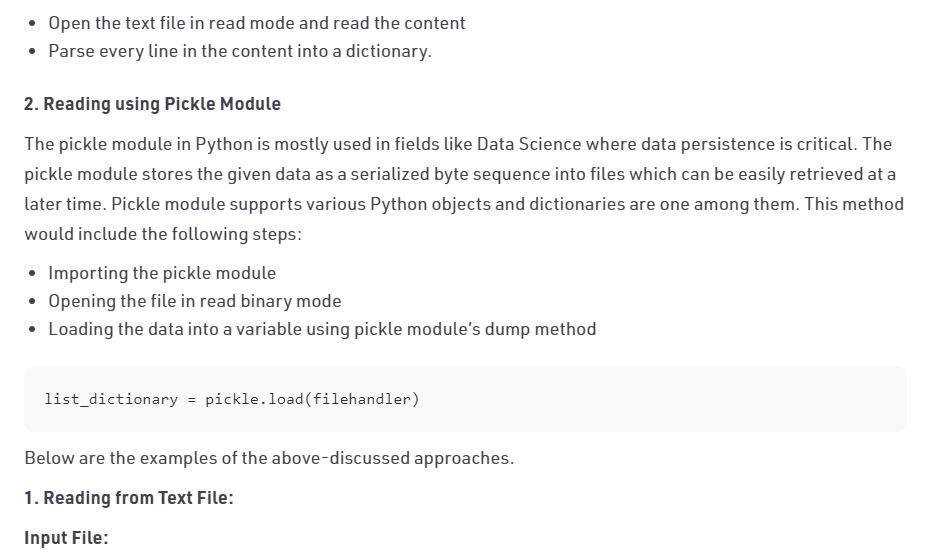 • Open the text file in read mode and read the content
• Parse every line in the content into a dictionary.
2. Reading using Pickle Module
The pickle module in Python is mostly used in fields like Data Science where data persistence is critical. The
pickle module stores the given data as a serialized byte sequence into files which can be easily retrieved at a
later time. Pickle module supports various Python objects and dictionaries are one among them. This method
would include the following steps:
• Importing the pickle module
• Opening the file in read binary mode
• Loading the data into a variable using pickle module’s dump method
list_dictionary = pickle.load(filehandler)
Below are the examples of the above-discussed approaches.
1. Reading from Text File:
Input File: